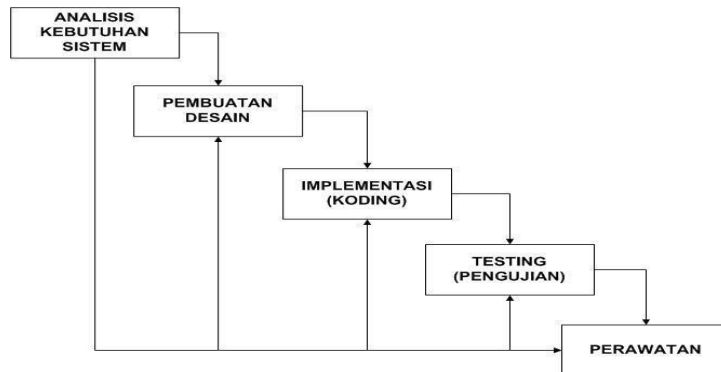 ANALISIS
KEBUTUHAN
SISTEM
PEMBUATAN
DESAIN
IMPLEMENTASI
(KODING)
TESTING
(PENGUJIAN)
PERAWATAN